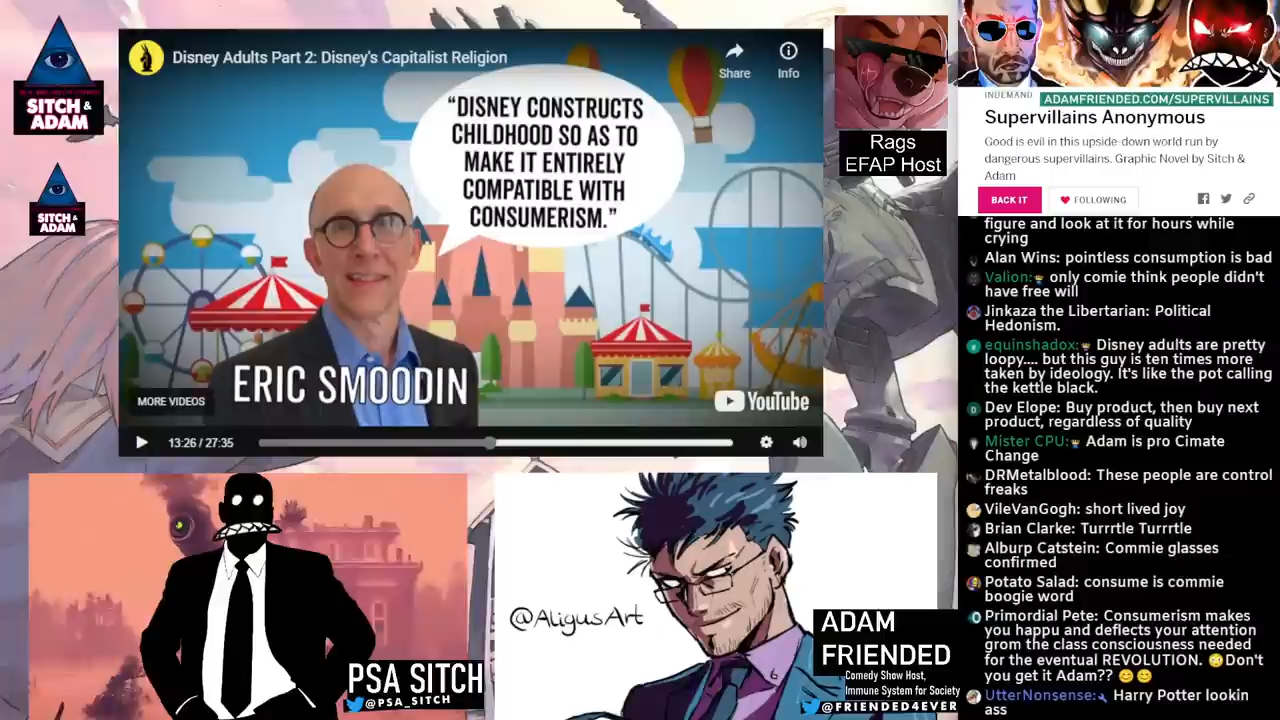 SITCH &
ADAM
SITCH &
ADAM
Disney Adults Part 2: Disney's Capitalist Religion
Share
Info
“DISNEY CONSTRUCTS
CHILDHOOD SO AS TO
MAKE IT ENTIRELY
COMPATIBLE WITH
CONSUMERISM.”
ERIC SMOODIN
MORE VIDEOS
YouTube
13:26 / 27:35
Rags
EFAP Host
@AligusArt
PSA SITCH
@PSA_SITCH
ADAM
FRIENDED
Comedy Show Host,
Immune System for Society
@FRIENDED4EVER
INDEMAND
ADAMFRIENDED.COM/SUPERVILLAINS
Supervillains Anonymous
Good is evil in this upside-down world run by
dangerous supervillains. Graphic Novel by Sitch &
Adam
BACK IT
FOLLOWING
figure and look at it for hours while
crying
Alan Wins: pointless consumption is bad
Valion: only comie think people didn't
have free will
Jinkaza the Libertarian: Political
Hedonism.
equinshadox: Disney adults are pretty
loopy.... but this guy is ten times more
taken by ideology. It's like the pot calling
the kettle black.
Dev Elope: Buy product, then buy next
product, regardless of quality
Mister CPU: Adam is pro Cimate
Change
DRMetalblood: These people are control
freaks
VileVanGogh: short lived joy
Brian Clarke: Turrrtle Turrrtle
Alburp Catstein: Commie glasses
confirmed
Potato Salad: consume is commie
boogie word
Primordial Pete: Consumerism makes
you happu and deflects your attention
grom the class consciousness needed
for the eventual REVOLUTION. 😳Don't
you get it Adam?? 😊😊
UtterNonsense: Harry Potter lookin
ass